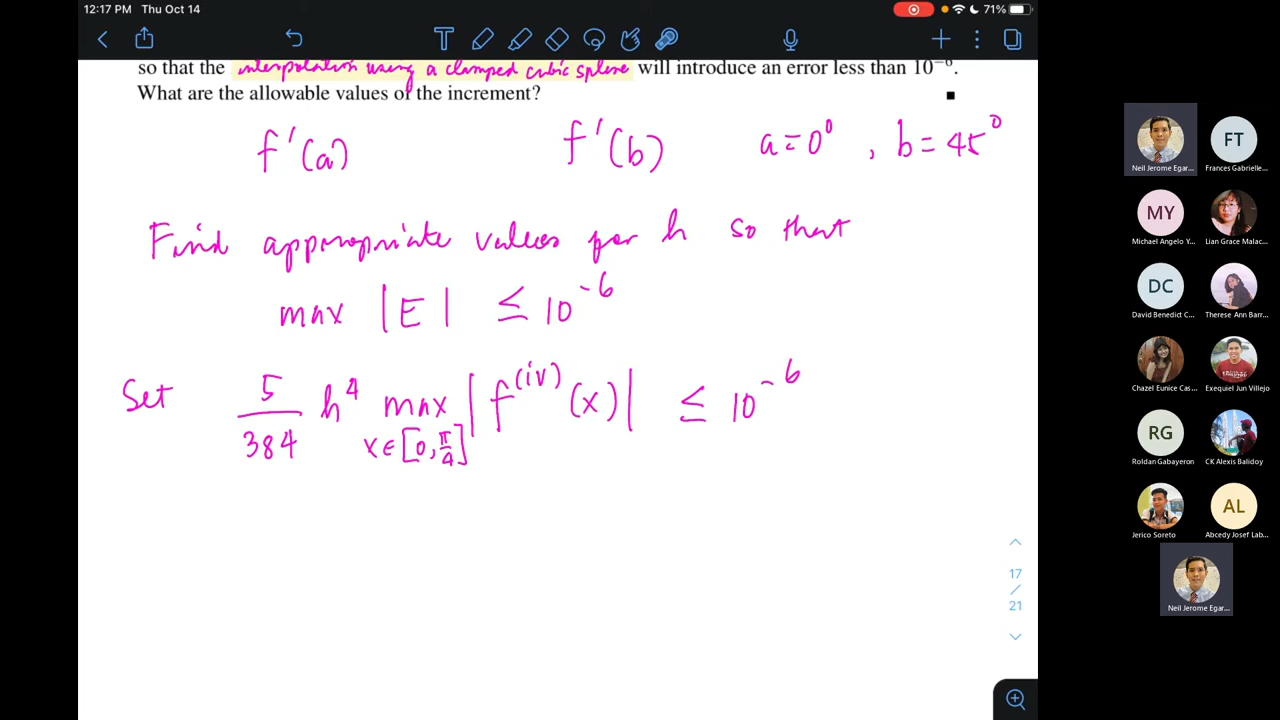 12:17 PM Thu Oct 14
71%
so that the interpolation using a clamped cubic spline will introduce an error less than 10⁻⁶.
What are the allowable values of the increment? ■
f'(a) f'(b) a = 0⁰ , b = 45⁰
Find appropriate values for h so that
max |E| ≤ 10⁻⁶
Set 5/384 h⁴ max |f⁽ⁱᵛ⁾(x)| ≤ 10⁻⁶
x ∈ [0, π/4]
17
/
21
Neil Jerome Egar...
Frances Gabrielle...
FT
MY
Michael Angelo Y...
Lian Grace Malac...
DC
David Benedict C...
Therese Ann Barr...
Chazel Eunice Cas...
Exequiel Jun Villejo
RG
Roldan Gabayeron
CK Alexis Balidoy
Jerico Soreto
AL
Abcedy Josef Lab...
Neil Jerome Egar...